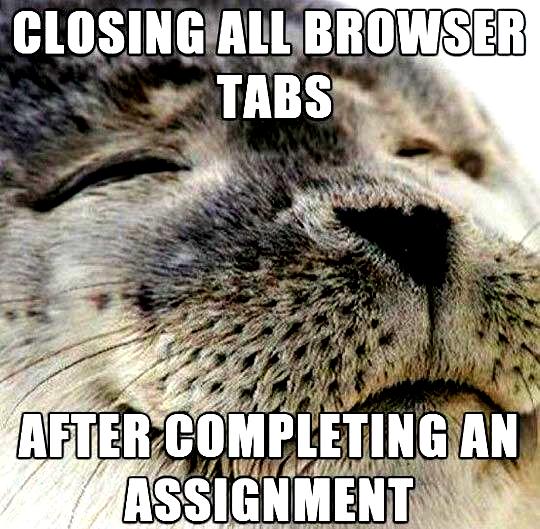 CLOSING ALL BROWSER
TABS
AFTER COMPLETING AN
ASSIGNMENT